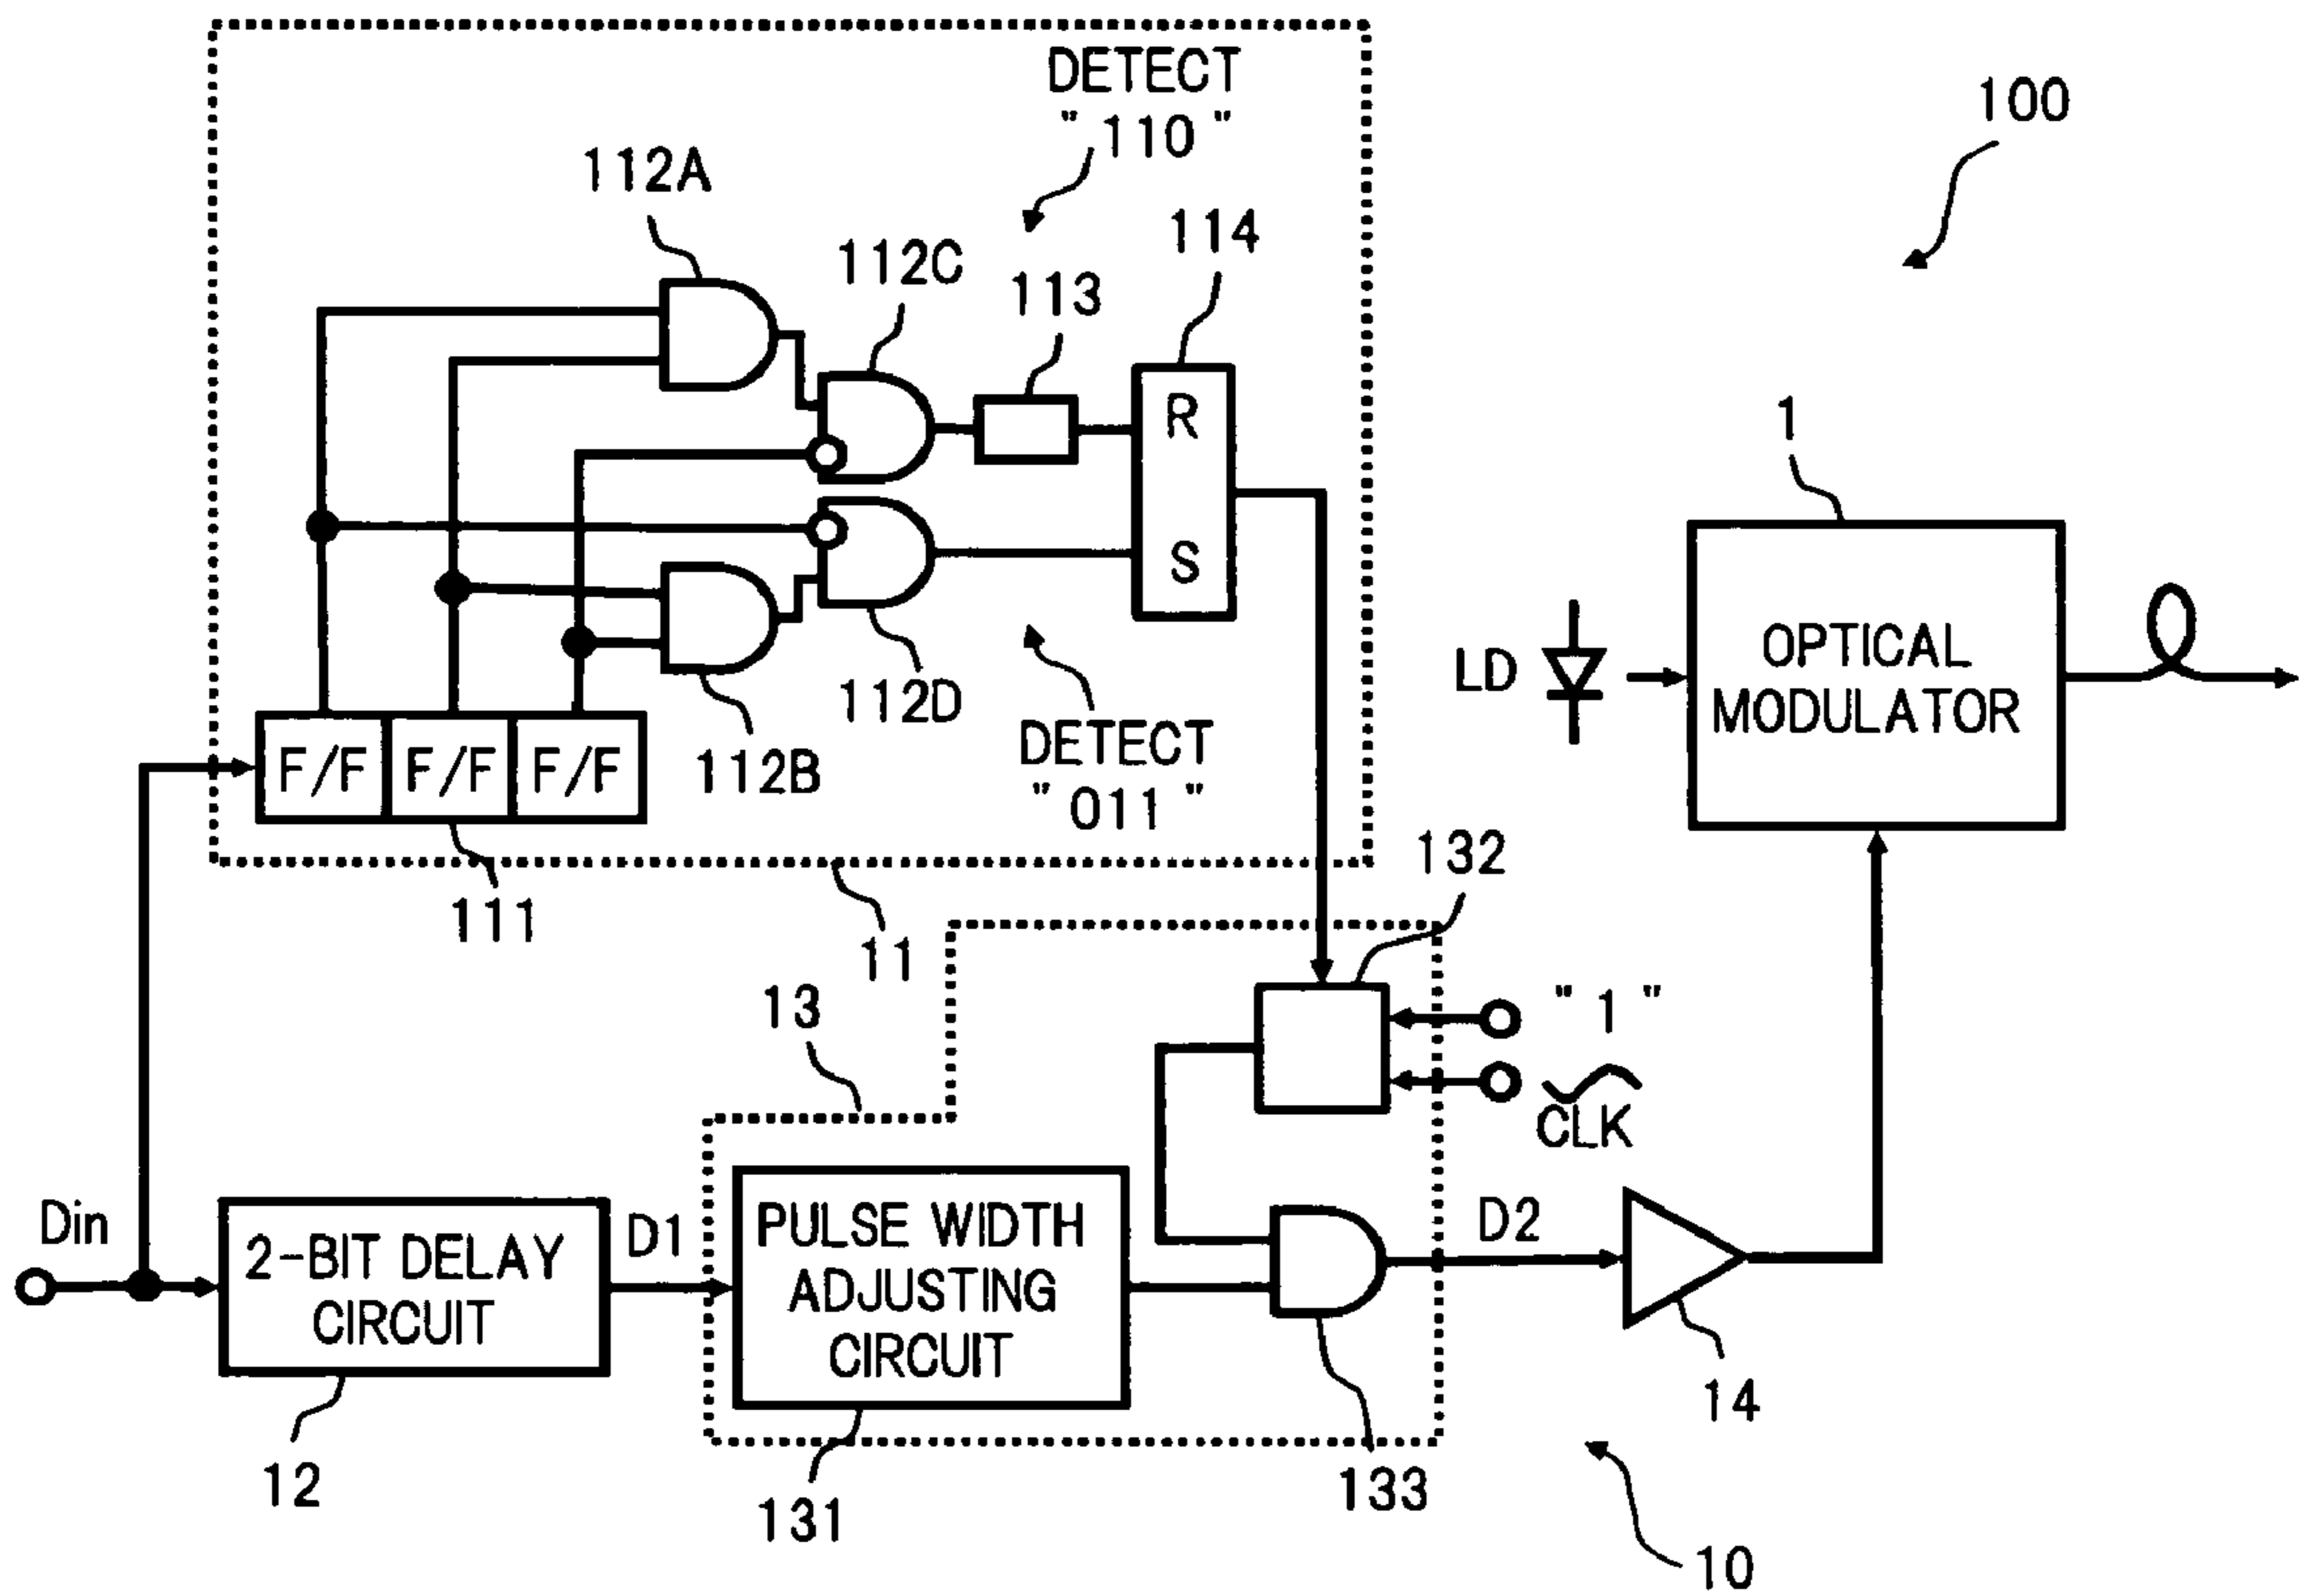 DETECT
"110"
100
112A
112C
114
113
R
S
1
OPTICAL
MODULATOR
LD
112D
DETECT
"011"
112B
F/F F/F F/F
111
11
132
13
"1"
CLK
Din
2-BIT DELAY
CIRCUIT
D1
PULSE WIDTH
ADJUSTING
CIRCUIT
D2
14
12
131
133
10